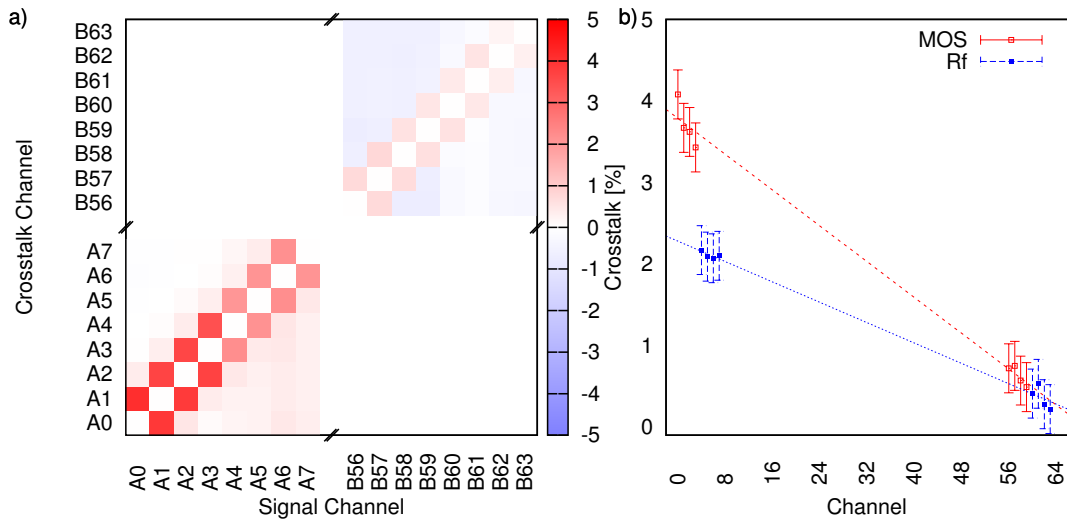 a)
Crosstalk Channel
B63
B62
B61
B60
B59
B58
B57
B56
A7
A6
A5
A4
A3
A2
A1
A0
A0
A1
A2
A3
A4
A5
A6
A7
B56
B57
B58
B59
B60
B61
B62
B63
Signal Channel
5
4
3
2
1
0
-1
-2
-3
-4
-5
Crosstalk [%]
b)
MOS
Rf
5
4
3
2
1
0
0
8
16
24
32
40
48
56
64
Channel